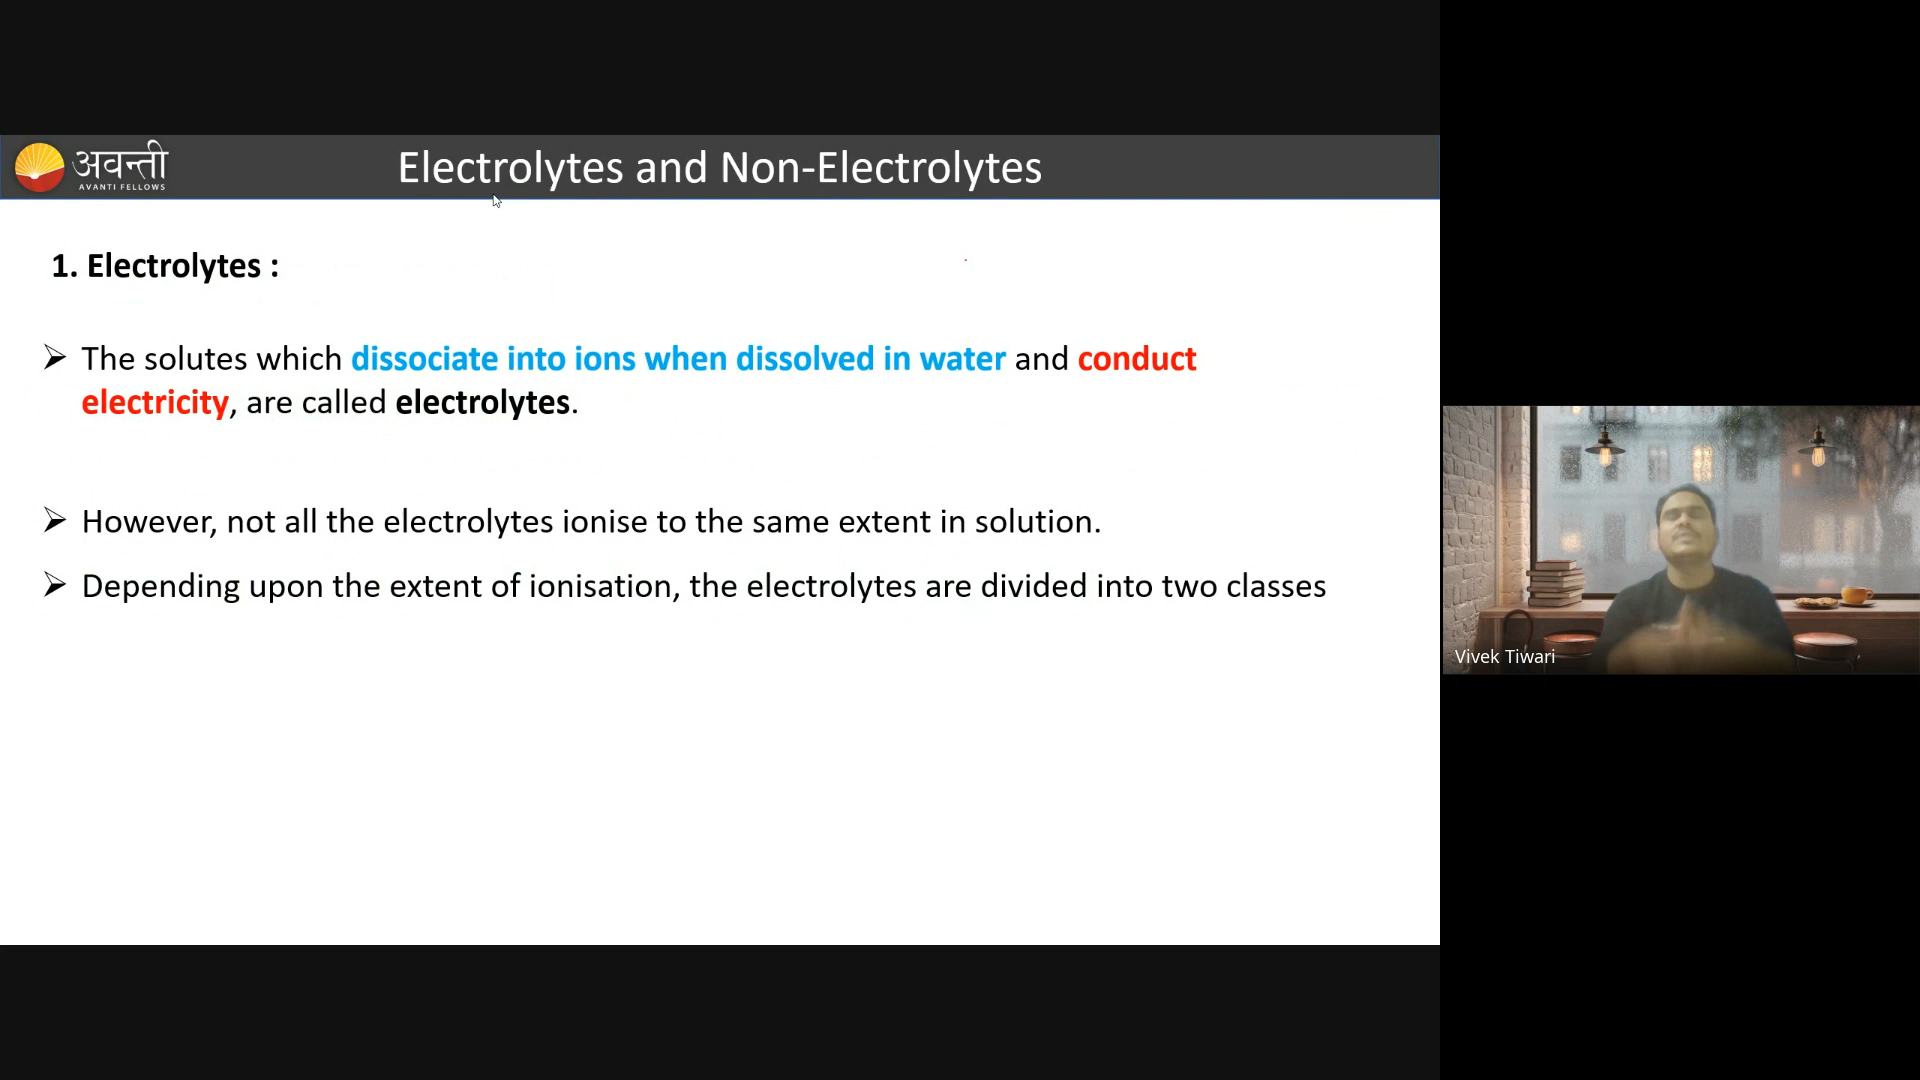 अवन्ती
AVANTI FELLOWS
Electrolytes and Non-Electrolytes
1. Electrolytes :
➢ The solutes which dissociate into ions when dissolved in water and conduct
electricity, are called electrolytes.
➢ However, not all the electrolytes ionise to the same extent in solution.
➢ Depending upon the extent of ionisation, the electrolytes are divided into two classes
Vivek Tiwari